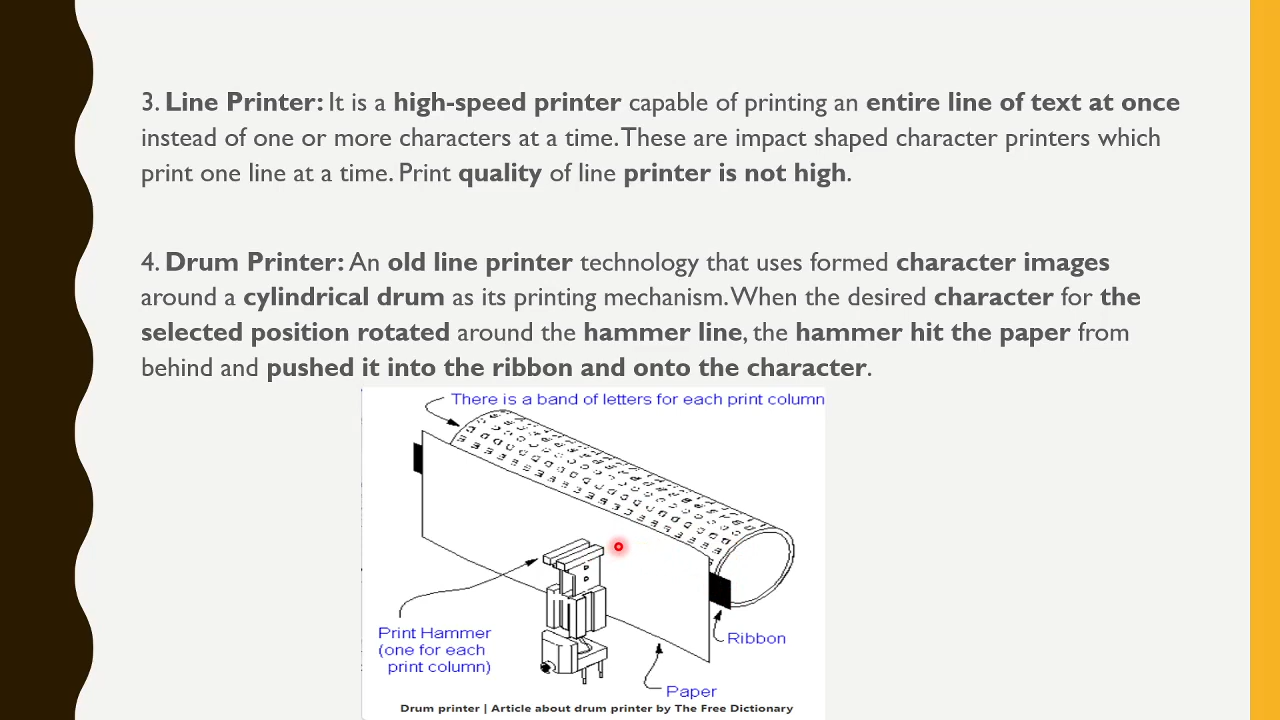 3. Line Printer: It is a high-speed printer capable of printing an entire line of text at once
instead of one or more characters at a time. These are impact shaped character printers which
print one line at a time. Print quality of line printer is not high.
4. Drum Printer: An old line printer technology that uses formed character images
around a cylindrical drum as its printing mechanism. When the desired character for the
selected position rotated around the hammer line, the hammer hit the paper from
behind and pushed it into the ribbon and onto the character.
There is a band of letters for each print column
Print Hammer
(one for each
print column)
Ribbon
Paper
Drum printer | Article about drum printer by The Free Dictionary